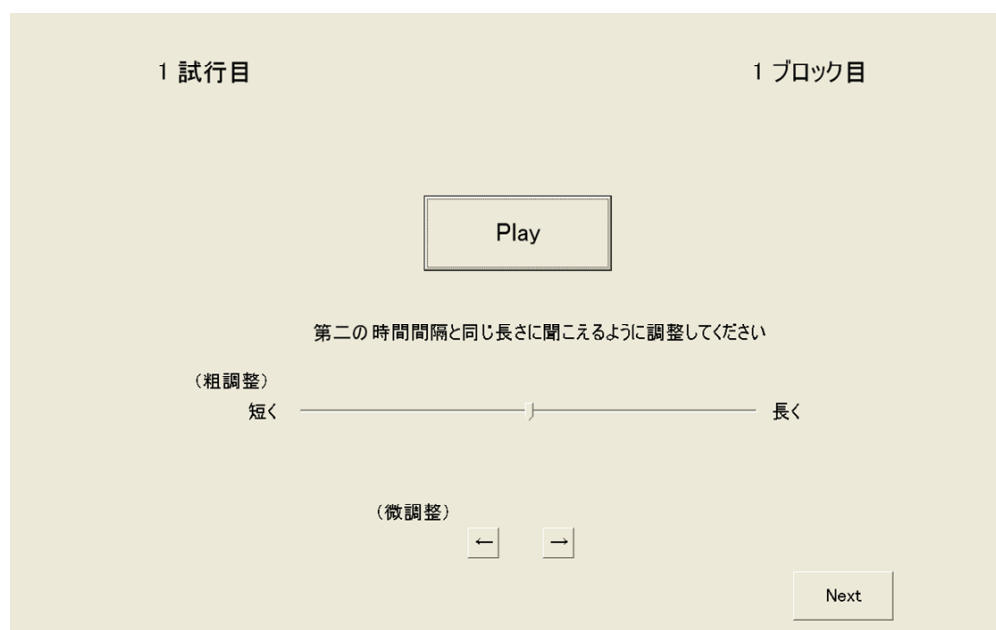 1 試行目
1 ブロック目
Play
第二の時間間隔と同じ長さに聞こえるように調整してください
(粗調整)
短く
長く
(微調整)
← →
Next